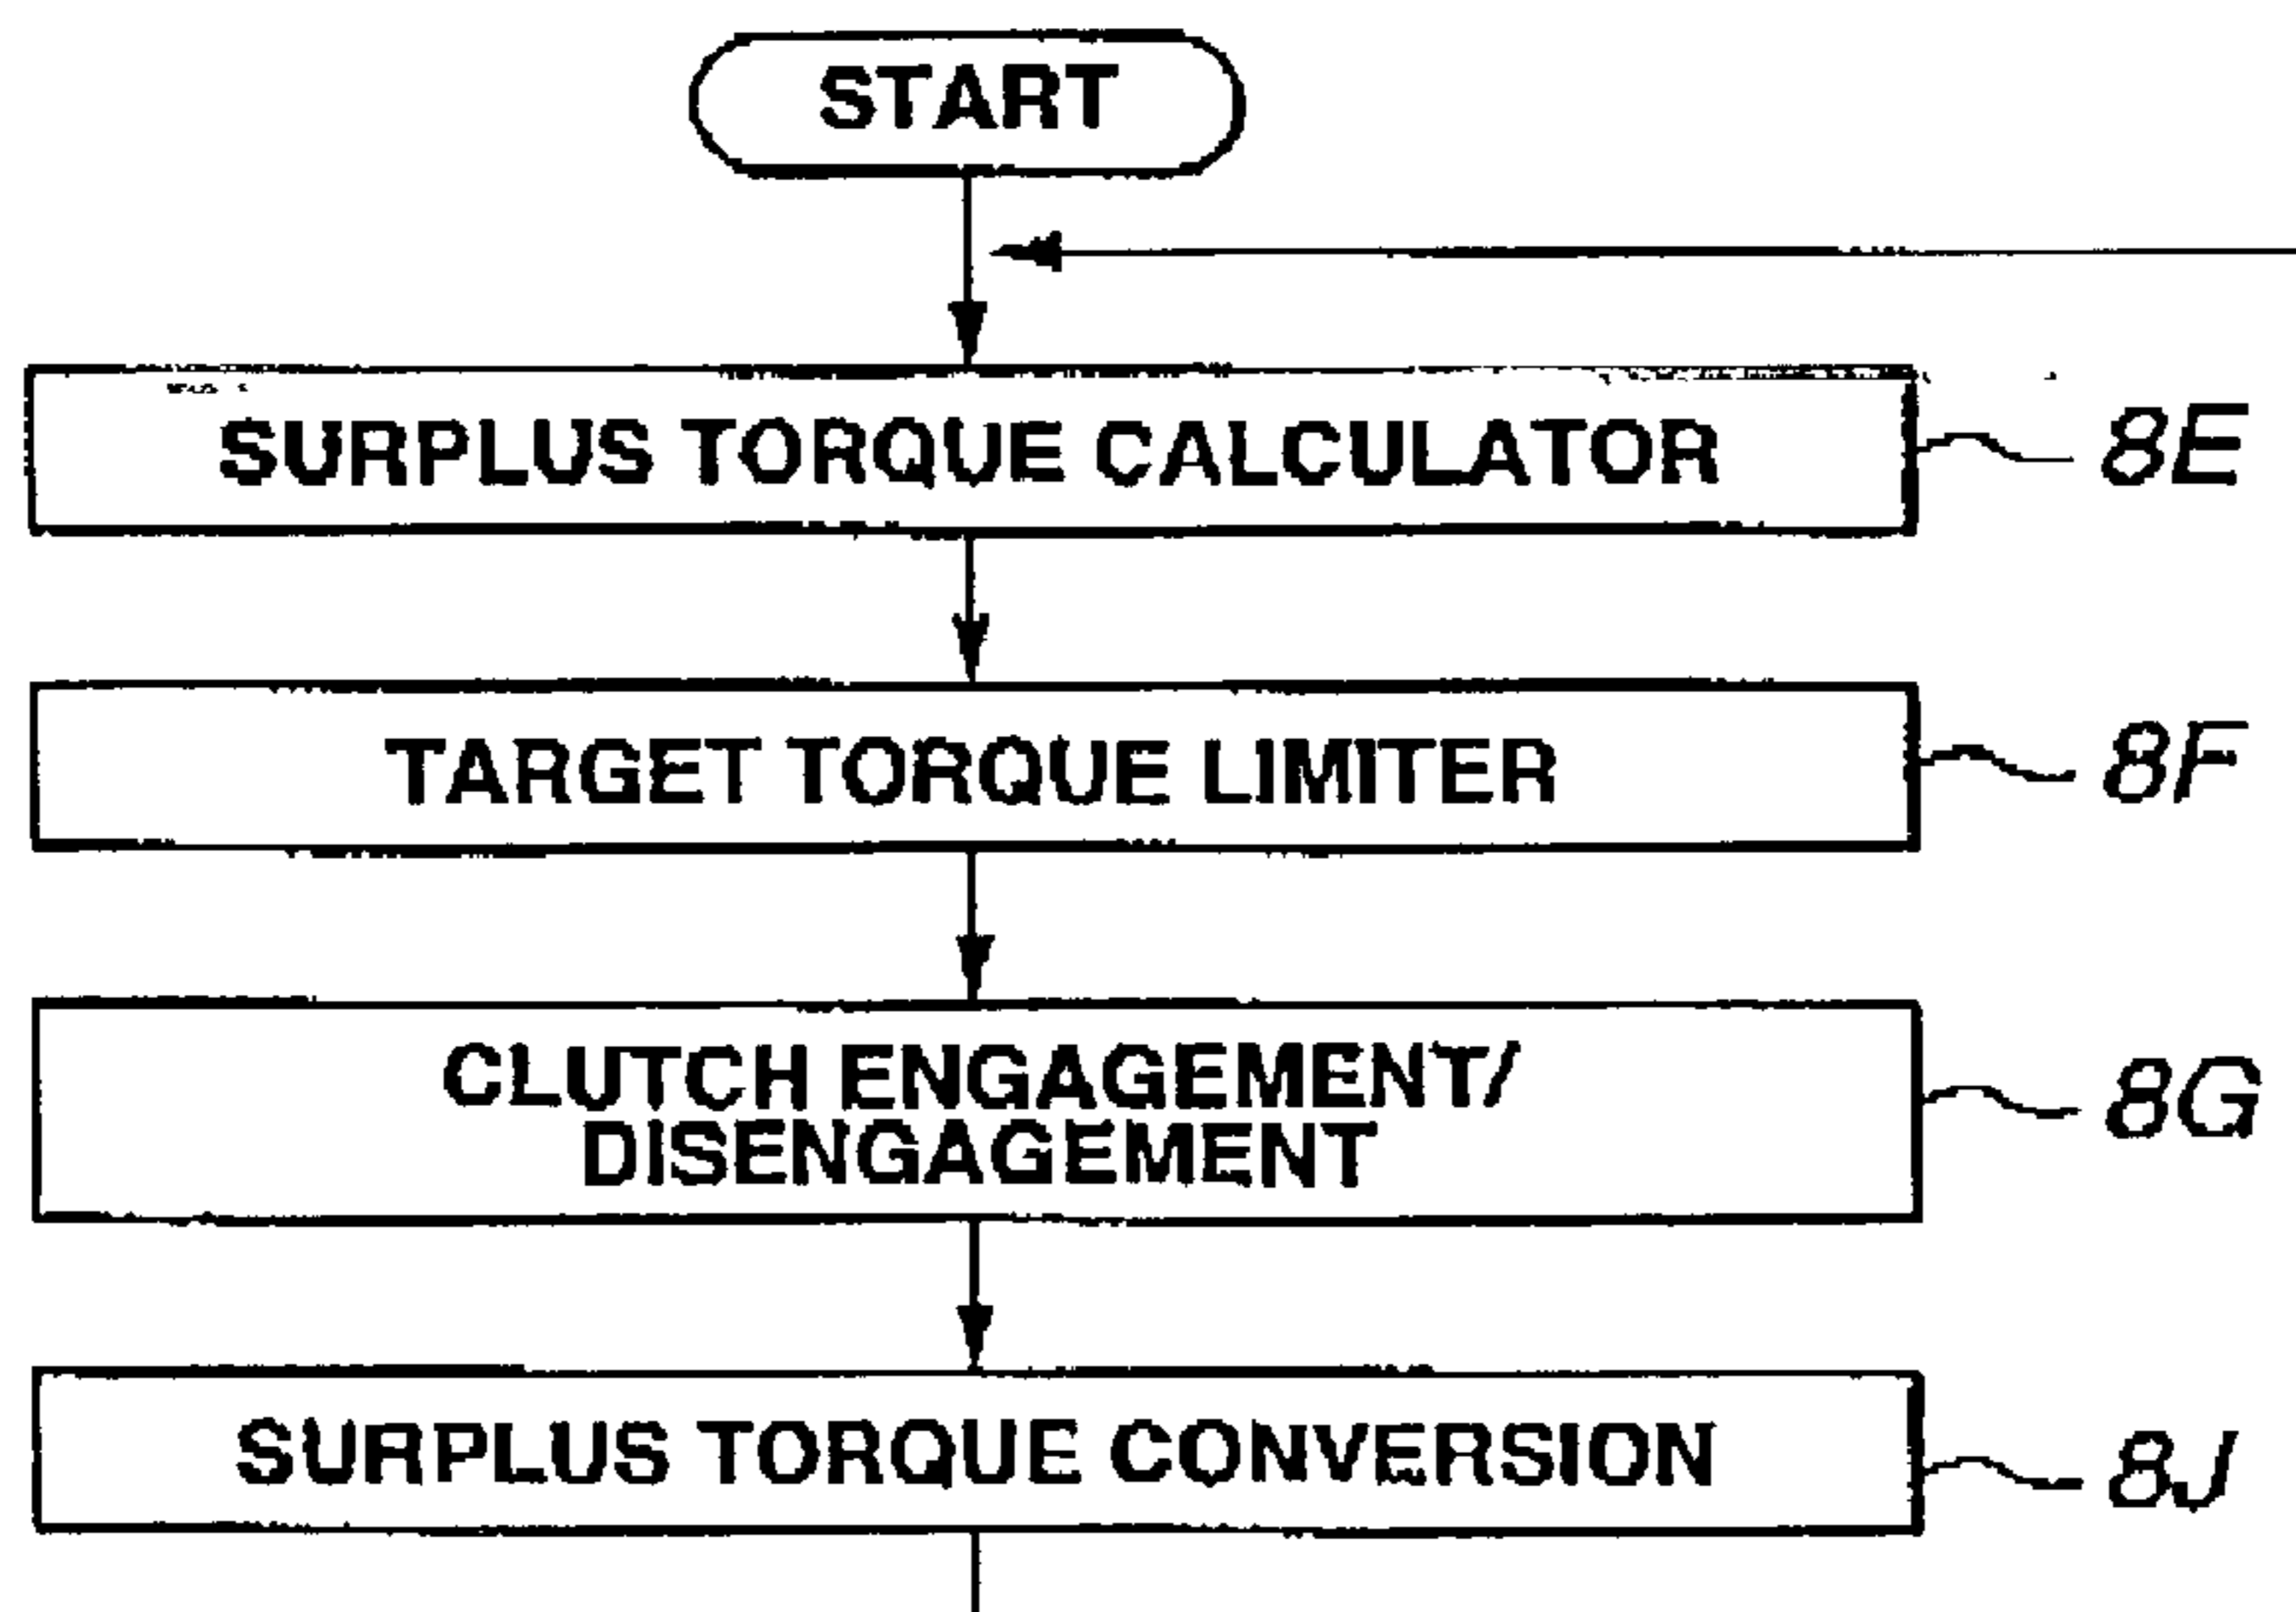 START
SURPLUS TORQUE CALCULATOR
8E
TARGET TORQUE LIMITER
8F
CLUTCH ENGAGEMENT/
DISENGAGEMENT
8G
SURPLUS TORQUE CONVERSION
8J